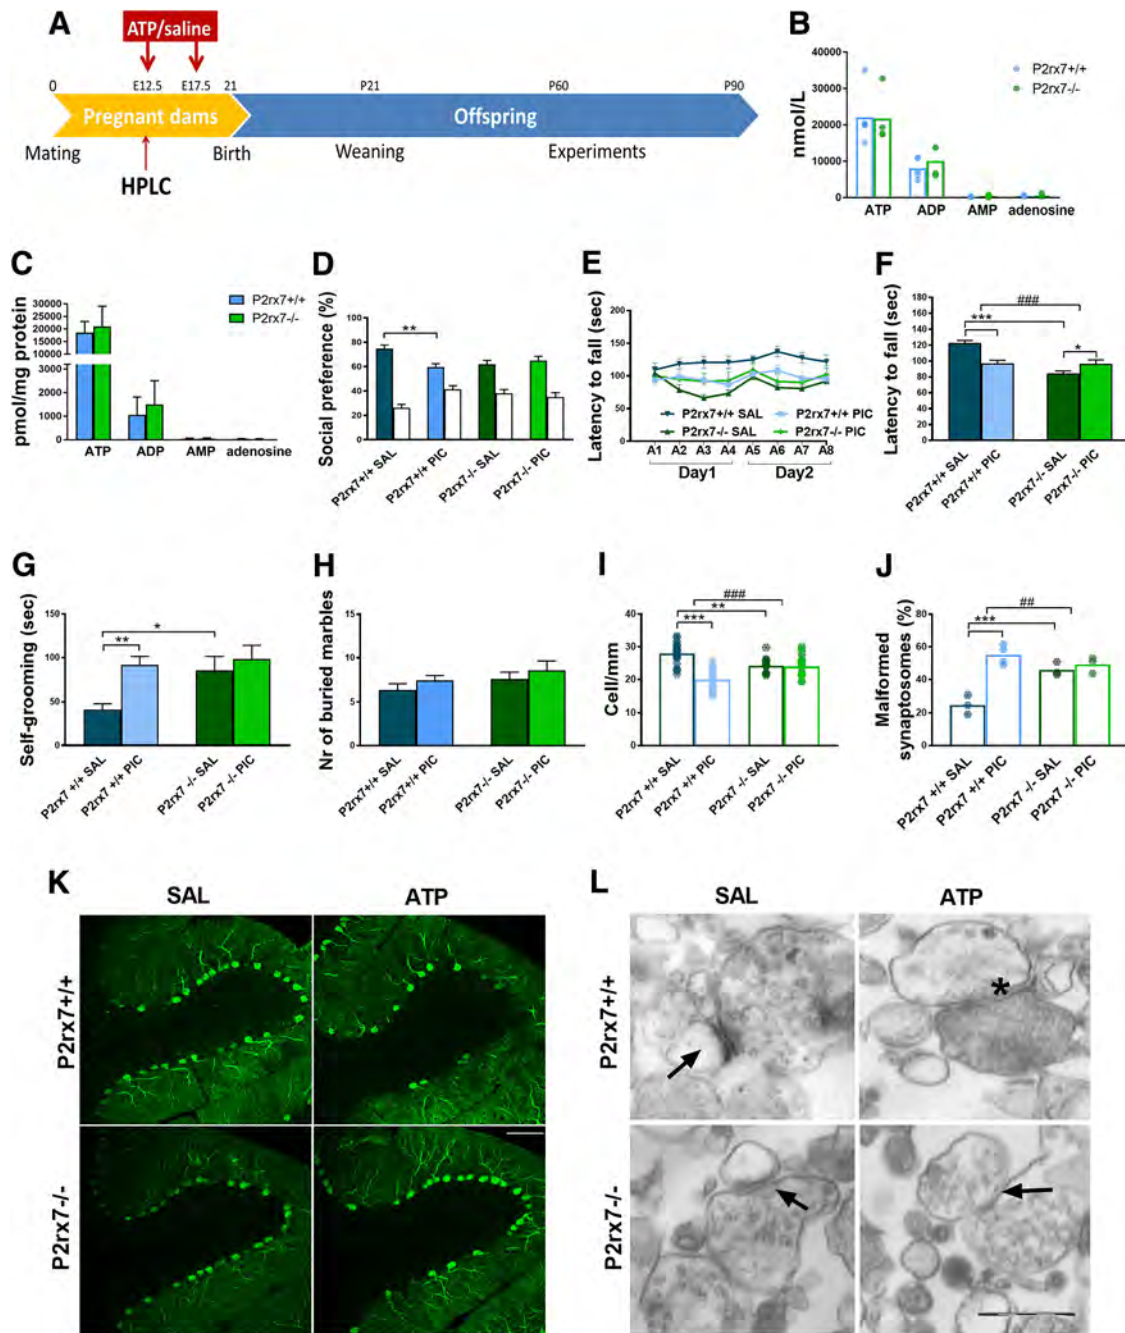 A
ATP/saline
0
E12.5
E17.5
21
P21
P60
P90
Pregnant dams
Offspring
Mating
Birth
Weaning
Experiments
HPLC
B
nmol/L
40000
30000
20000
10000
0
ATP
ADP
AMP
adenosine
P2rx7+/+
P2rx7-/-
C
pmol/mg protein
30000
25000
20000
15000
10000
3000
2000
1000
0
ATP
ADP
AMP
adenosine
P2rx7+/+
P2rx7-/-
D
Social preference (%)
100
80
60
40
20
0
**
P2rx7+/+ SAL
P2rx7+/+ PIC
P2rx7-/- SAL
P2rx7-/- PIC
E
Latency to fall (sec)
200
150
100
50
0
P2rx7+/+ SAL
P2rx7+/+ PIC
P2rx7-/- SAL
P2rx7-/- PIC
A1 A2 A3 A4 A5 A6 A7 A8
Day1
Day2
F
Latency to fall (sec)
180
160
140
120
100
80
60
40
20
0
###
***
*
P2rx7+/+ SAL
P2rx7+/+ PIC
P2rx7-/- SAL
P2rx7-/- PIC
G
Self-grooming (sec)
150
100
50
0
*
**
P2rx7 +/+ SAL
P2rx7 +/+ PIC
P2rx7 -/- SAL
P2rx7 -/- PIC
H
Nr of buried marbles
15
10
5
0
P2rx7 +/+ SAL
P2rx7+/+ PIC
P2rx7 -/- SAL
P2rx7-/- PIC
I
Cell/mm
40
30
20
10
0
###
**
***
P2rx7 +/+ SAL
P2rx7 +/+ PIC
P2rx7 -/- SAL
P2rx7 -/- PIC
J
Malformed
synaptosomes (%)
100
80
60
40
20
0
##
***
***
P2rx7 +/+ SAL
P2rx7 +/+ PIC
P2rx7 -/- SAL
P2rx7 -/- PIC
K
SAL
ATP
P2rx7+/+
P2rx7-/-
L
SAL
ATP
P2rx7+/+
P2rx7-/-
*